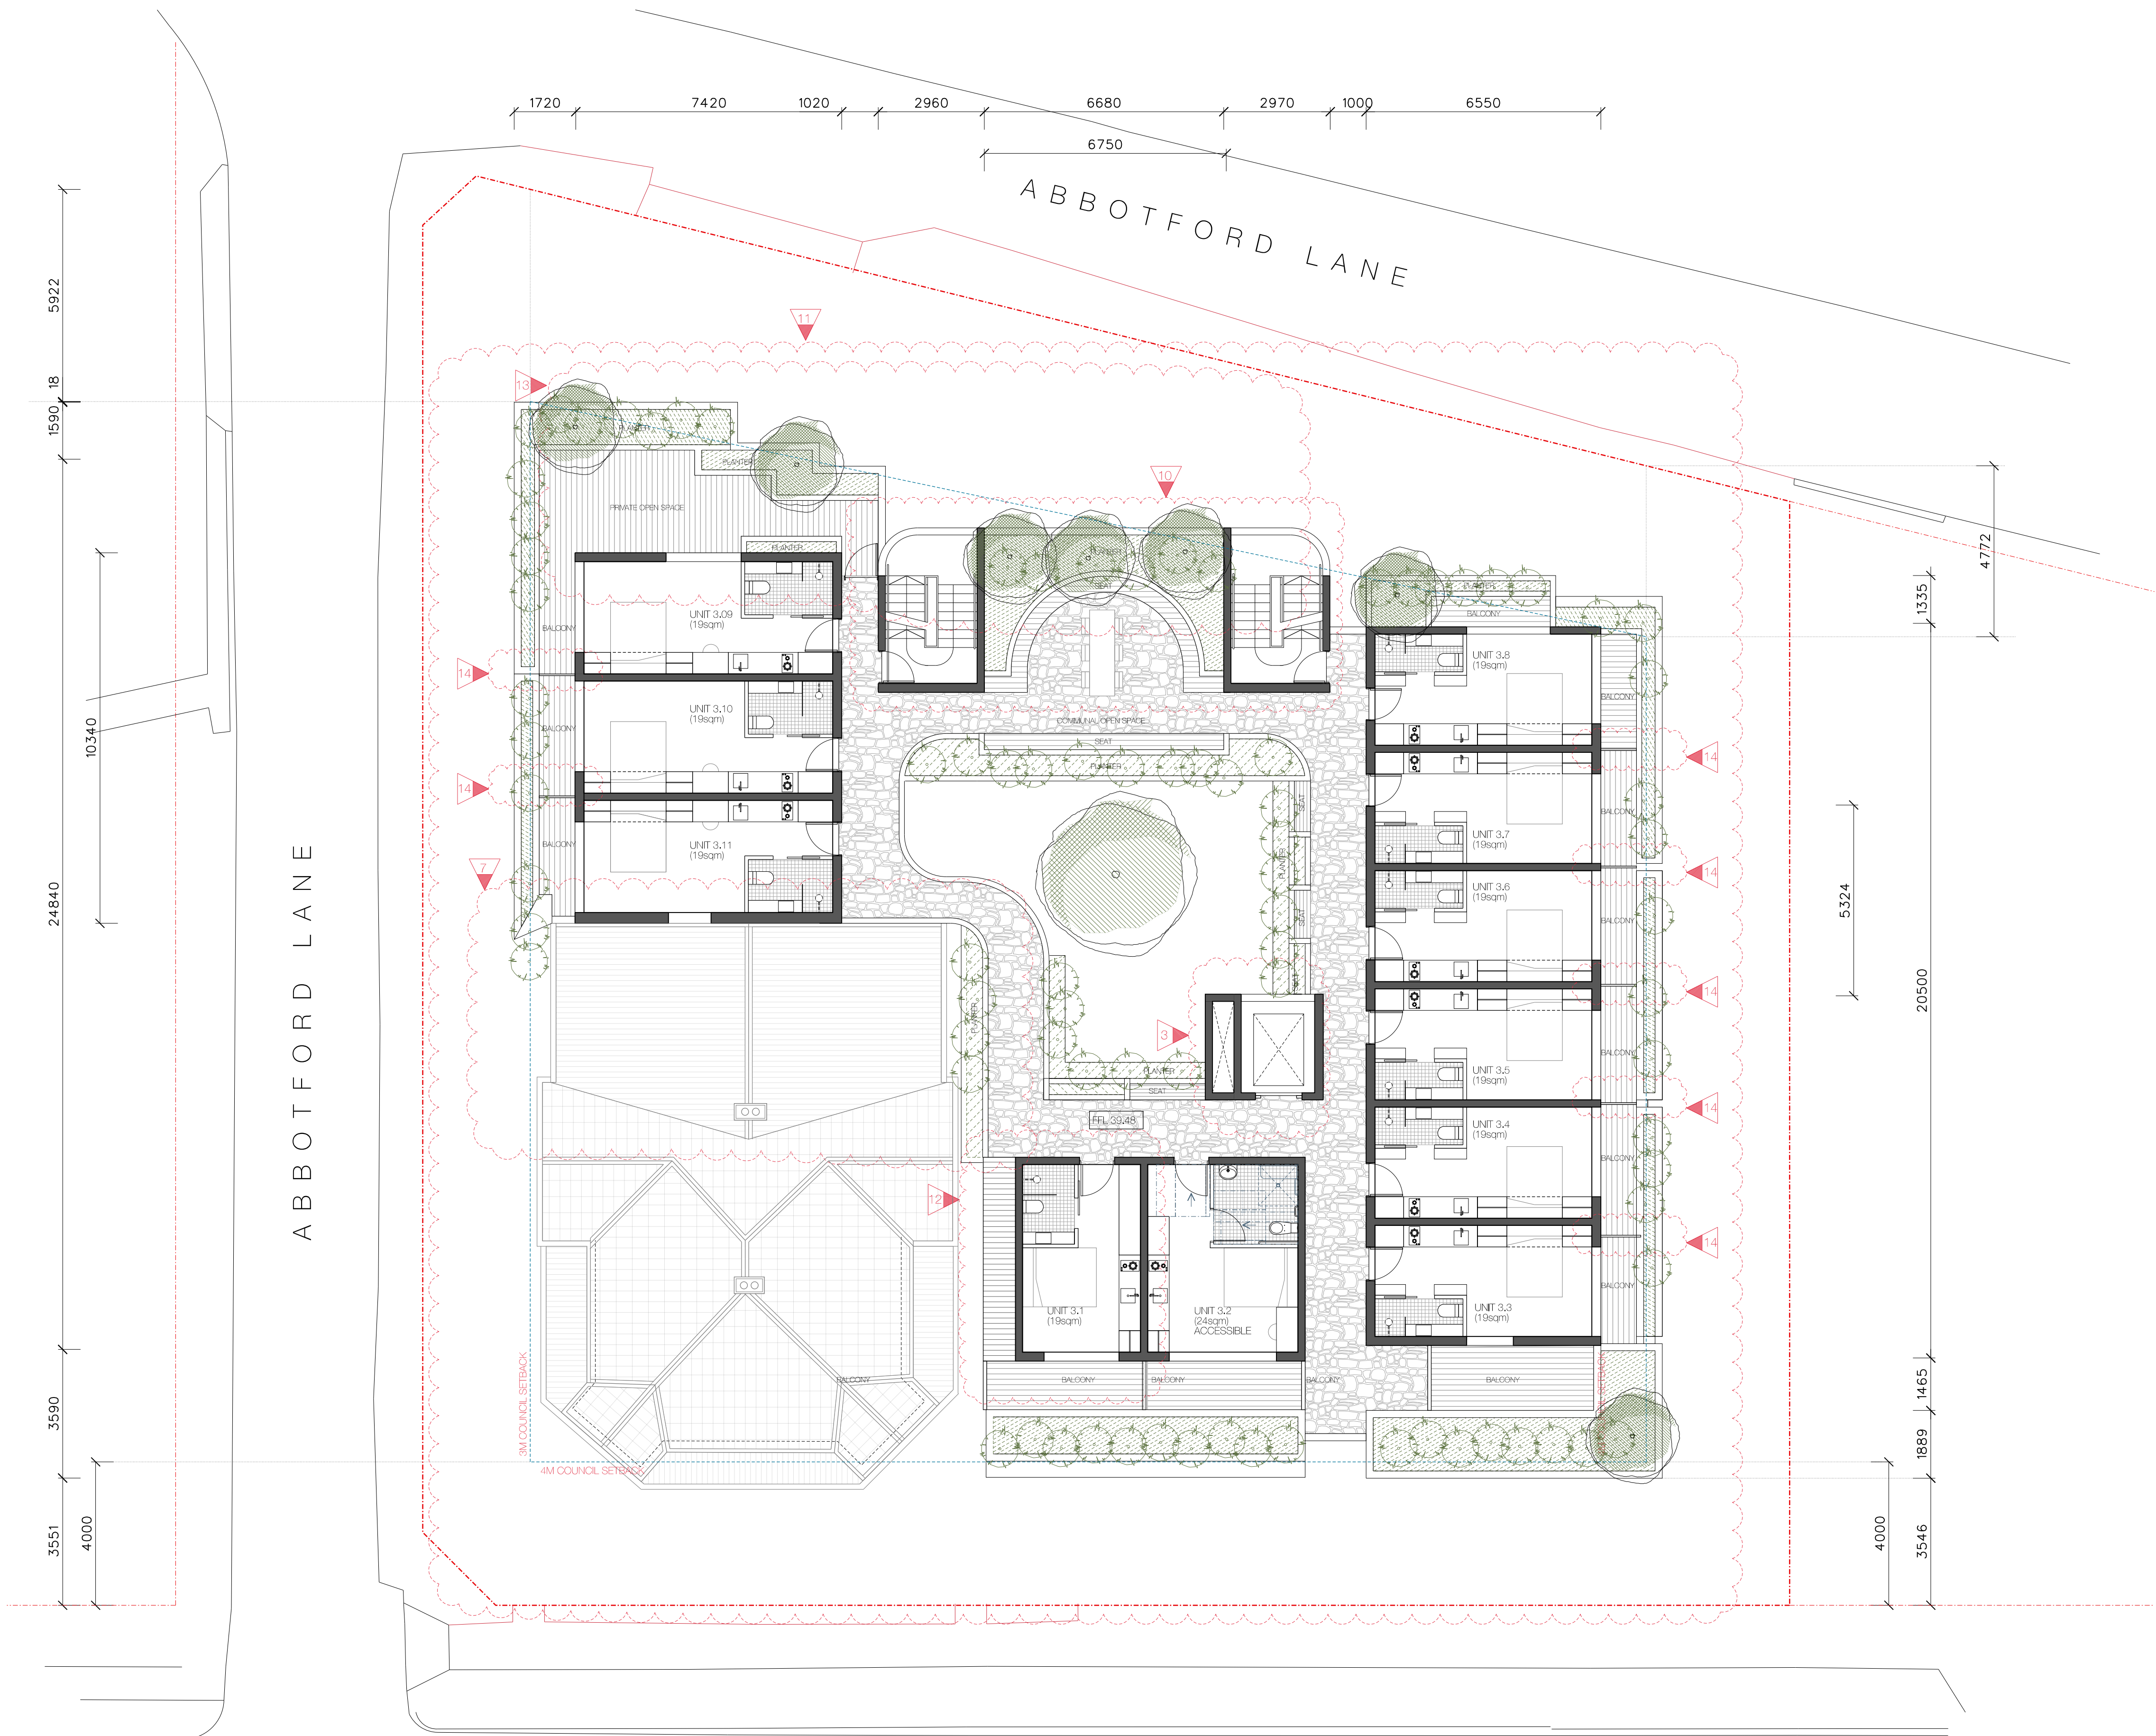 1720
7420
1020
2960
6680
2970
1000
6550
6750
ABBOTFORD LANE
5922
18
1590
10340
24840
3590
3551
4000
ABBOTFORD LANE
11
13
10
PLANTER
PLANTER
PRIVATE OPEN SPACE
PLANTER
PLANTER
SEAT
PLANTER
BALCONY
UNIT 3.09
(19sqm)
BALCONY
14
UNIT 3.10
(19sqm)
BALCONY
14
UNIT 3.11
(19sqm)
BALCONY
7
COMMUNAL OPEN SPACE
SEAT
PLANTER
SEAT
PLANTER
SEAT
PLANTER
3
PLANTER
SEAT
FFL 39.48
12
UNIT 3.8
(19sqm)
BALCONY
14
UNIT 3.7
(19sqm)
BALCONY
14
UNIT 3.6
(19sqm)
BALCONY
14
UNIT 3.5
(19sqm)
BALCONY
14
UNIT 3.4
(19sqm)
BALCONY
14
UNIT 3.3
(19sqm)
BALCONY
UNIT 3.1
(19sqm)
UNIT 3.2
(24sqm)
ACCESSIBLE
BALCONY
BALCONY
BALCONY
BALCONY
BALCONY
3M COUNCIL SETBACK
4M COUNCIL SETBACK
SETBACK
4772
1335
5324
20500
1465
1889
4000
3546